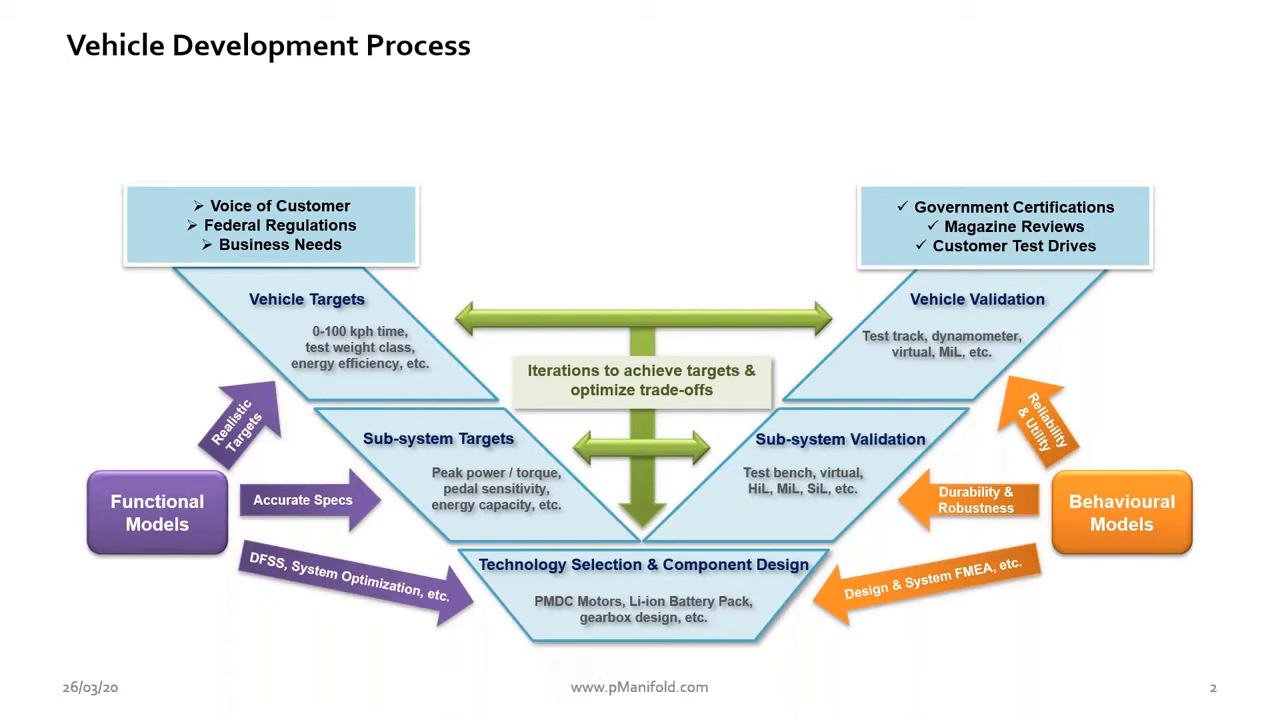 Vehicle Development Process
➢ Voice of Customer
➢ Federal Regulations
➢ Business Needs
✓ Government Certifications
✓ Magazine Reviews
✓ Customer Test Drives
Vehicle Targets
0-100 kph time,
test weight class,
energy efficiency, etc.
Vehicle Validation
Test track, dynamometer,
virtual, MiL, etc.
Iterations to achieve targets &
optimize trade-offs
Realistic
Targets
Reliability
& Utility
Sub-system Targets
Peak power / torque,
pedal sensitivity,
energy capacity, etc.
Sub-system Validation
Test bench, virtual,
HiL, MiL, SiL, etc.
Functional
Models
Accurate Specs
Durability &
Robustness
Behavioural
Models
DFSS, System Optimization, etc.
Technology Selection & Component Design
PMDC Motors, Li-ion Battery Pack,
gearbox design, etc.
Design & System FMEA, etc.
26/03/20
www.pManifold.com
2